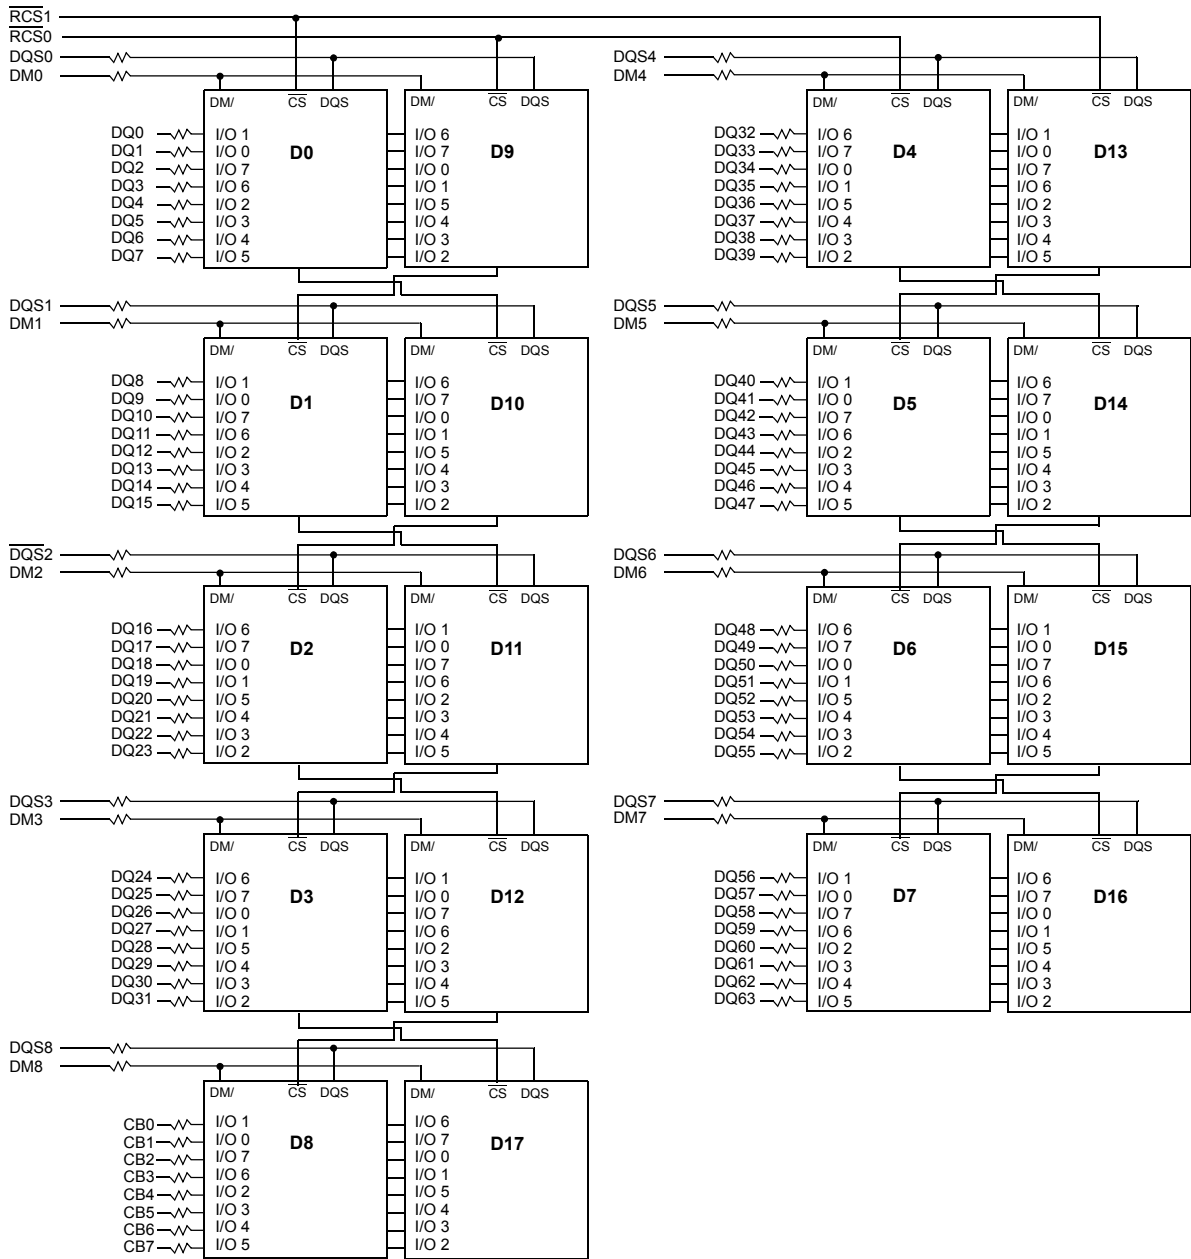 RCS1
RCS0
DQS0
DM0
DM/ CS DQS DM/ CS DQS
D0 D9
DQ0 I/O 1 I/O 6
DQ1 I/O 0 I/O 7
DQ2 I/O 7 I/O 0
DQ3 I/O 6 I/O 1
DQ4 I/O 2 I/O 5
DQ5 I/O 3 I/O 4
DQ6 I/O 4 I/O 3
DQ7 I/O 5 I/O 2
DQS1
DM1
DM/ CS DQS DM/ CS DQS
D1 D10
DQ8 I/O 1 I/O 6
DQ9 I/O 0 I/O 7
DQ10 I/O 7 I/O 0
DQ11 I/O 6 I/O 1
DQ12 I/O 2 I/O 5
DQ13 I/O 3 I/O 4
DQ14 I/O 4 I/O 3
DQ15 I/O 5 I/O 2
DQS2
DM2
DM/ CS DQS DM/ CS DQS
D2 D11
DQ16 I/O 6 I/O 1
DQ17 I/O 7 I/O 0
DQ18 I/O 0 I/O 7
DQ19 I/O 1 I/O 6
DQ20 I/O 5 I/O 2
DQ21 I/O 4 I/O 3
DQ22 I/O 3 I/O 4
DQ23 I/O 2 I/O 5
DQS3
DM3
DM/ CS DQS DM/ CS DQS
D3 D12
DQ24 I/O 6 I/O 1
DQ25 I/O 7 I/O 0
DQ26 I/O 0 I/O 7
DQ27 I/O 1 I/O 6
DQ28 I/O 5 I/O 2
DQ29 I/O 4 I/O 3
DQ30 I/O 3 I/O 4
DQ31 I/O 2 I/O 5
DQS8
DM8
DM/ CS DQS DM/ CS DQS
D8 D17
CB0 I/O 1 I/O 6
CB1 I/O 0 I/O 7
CB2 I/O 7 I/O 0
CB3 I/O 6 I/O 1
CB4 I/O 2 I/O 5
CB5 I/O 3 I/O 4
CB6 I/O 4 I/O 3
CB7 I/O 5 I/O 2
DQS4
DM4
DM/ CS DQS DM/ CS DQS
D4 D13
DQ32 I/O 6 I/O 1
DQ33 I/O 7 I/O 0
DQ34 I/O 0 I/O 7
DQ35 I/O 1 I/O 6
DQ36 I/O 5 I/O 2
DQ37 I/O 4 I/O 3
DQ38 I/O 3 I/O 4
DQ39 I/O 2 I/O 5
DQS5
DM5
DM/ CS DQS DM/ CS DQS
D5 D14
DQ40 I/O 1 I/O 6
DQ41 I/O 0 I/O 7
DQ42 I/O 7 I/O 0
DQ43 I/O 6 I/O 1
DQ44 I/O 2 I/O 5
DQ45 I/O 3 I/O 4
DQ46 I/O 4 I/O 3
DQ47 I/O 5 I/O 2
DQS6
DM6
DM/ CS DQS DM/ CS DQS
D6 D15
DQ48 I/O 6 I/O 1
DQ49 I/O 7 I/O 0
DQ50 I/O 0 I/O 7
DQ51 I/O 1 I/O 6
DQ52 I/O 5 I/O 2
DQ53 I/O 4 I/O 3
DQ54 I/O 3 I/O 4
DQ55 I/O 2 I/O 5
DQS7
DM7
DM/ CS DQS DM/ CS DQS
D7 D16
DQ56 I/O 1 I/O 6
DQ57 I/O 0 I/O 7
DQ58 I/O 7 I/O 0
DQ59 I/O 6 I/O 1
DQ60 I/O 2 I/O 5
DQ61 I/O 3 I/O 4
DQ62 I/O 4 I/O 3
DQ63 I/O 5 I/O 2